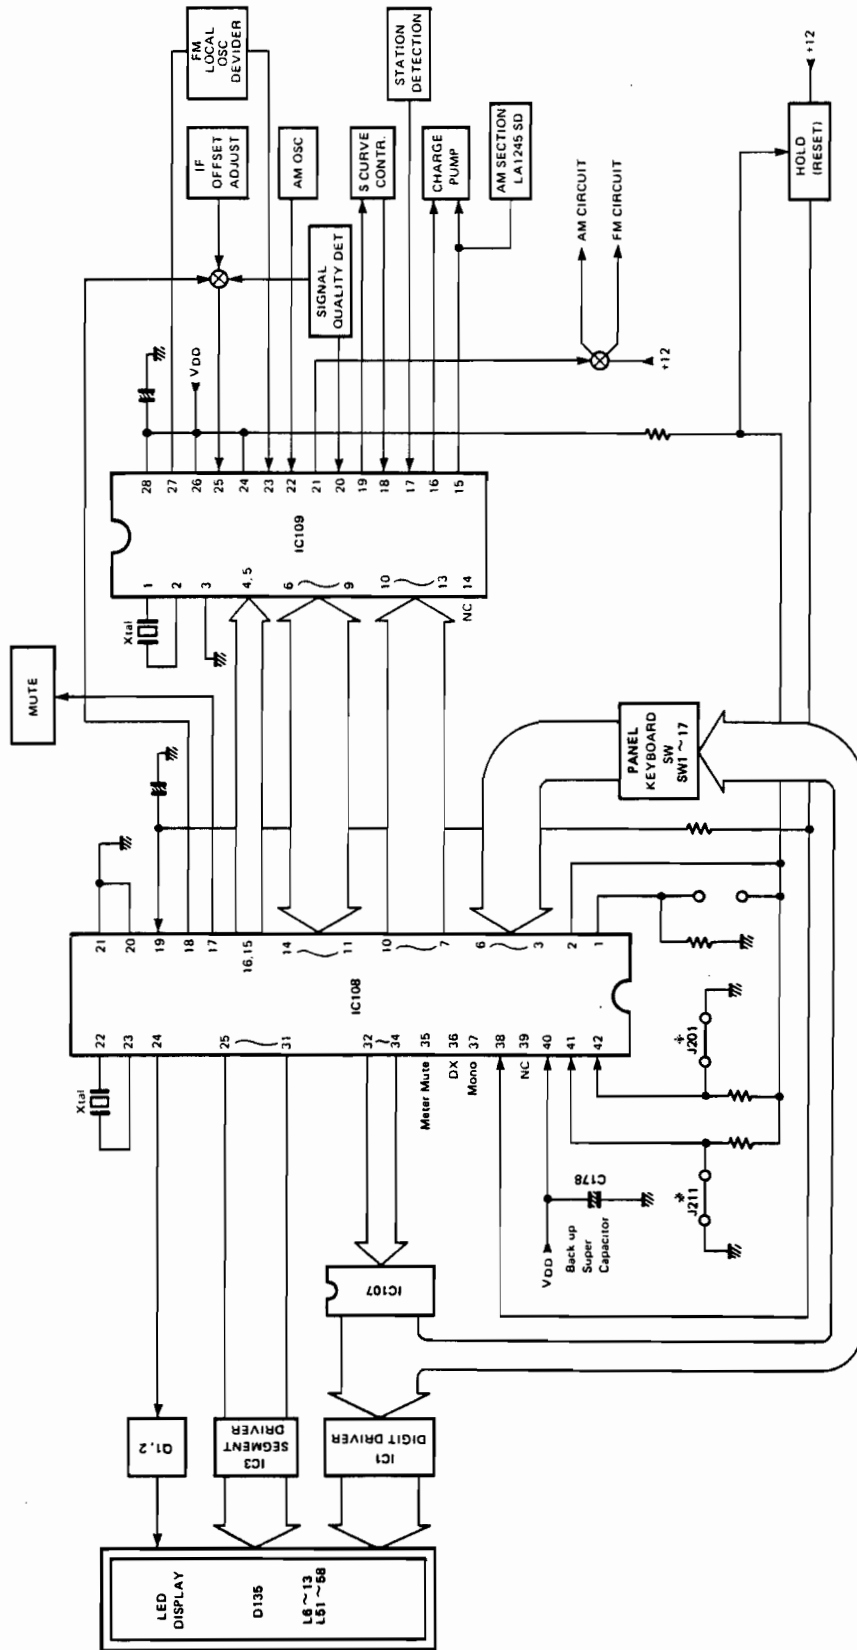 FM
LOCAL
OSC
DEVIDER
IF
OFFSET
ADJUST
AM OSC
S CURVE
CONTR.
STATION
DETECTION
CHARGE
PUMP
AM SECTION
LA1245 SD
SIGNAL
QUALITY DET
AM CIRCUIT
FM CIRCUIT
+12
HOLD
(RESET)
+12
VDD
28
27
26
25
24
23
22
21
20
19
18
17
16
15
IC109
1
2
3
4, 5
6
9
10
13
14
NC
Xtal
MUTE
PANEL
KEYBOARD
SW
SW1 ~ 17
21
20
19
18
17
16, 15
14
11
10
7
6
3
2
1
IC108
22
23
24
25
31
32
~
34
35
36
37
38
39
40
41
42
Meter Mute
DX
Mono
NC
Xtal
※
J201
※
J211
C178
VDD
Back up
Super
Capacitor
IC107
Q1, 2
IC3
SEGMENT
DRIVER
IC1
DIGIT DRIVER
LED
DISPLAY
D135
L6 ~ 13
L51 ~ 58